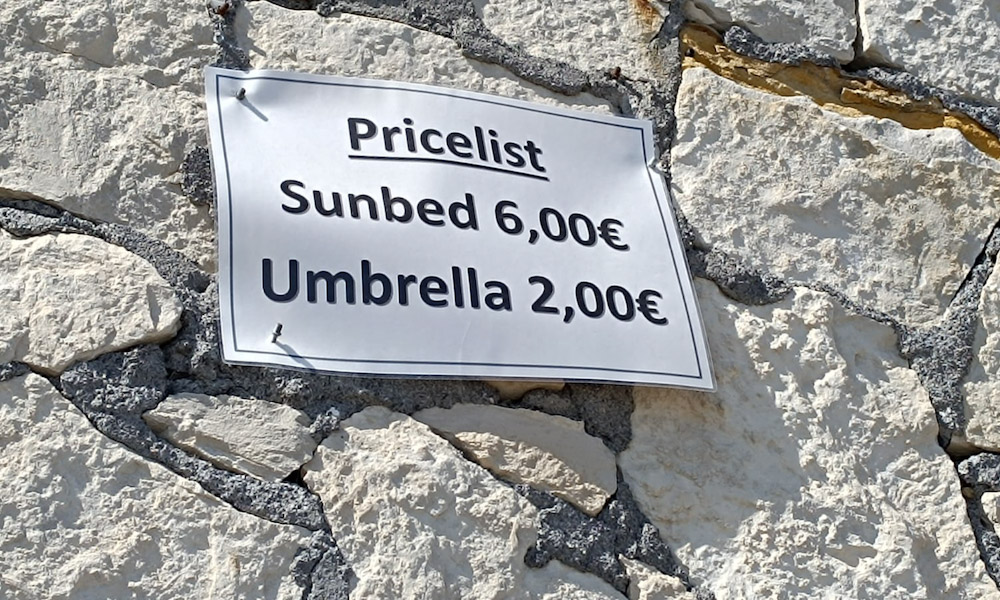 Pricelist
Sunbed 6,00€
Umbrella 2,00€